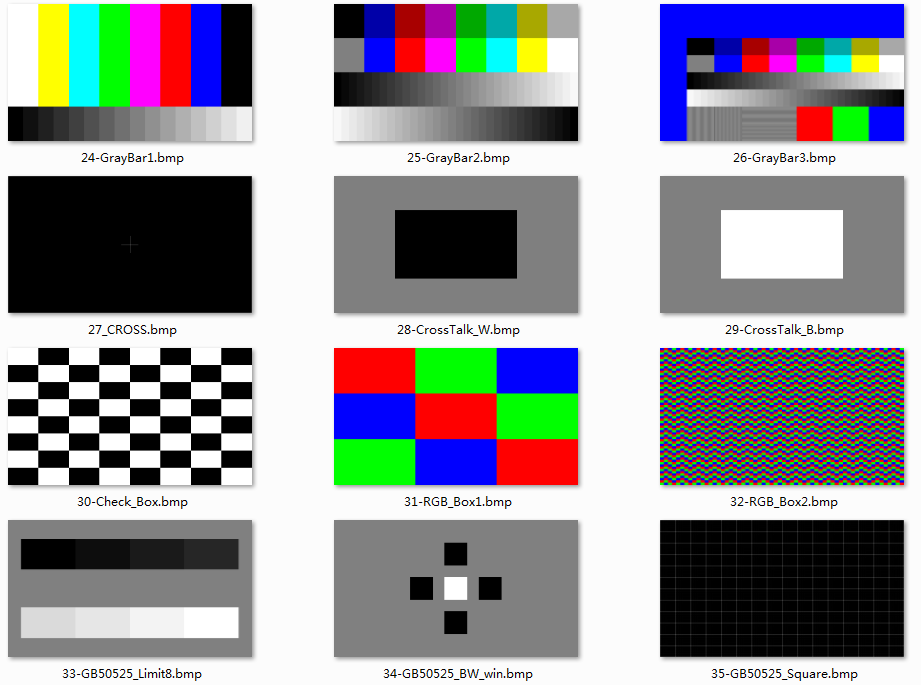 24-GrayBar1.bmp
25-GrayBar2.bmp
26-GrayBar3.bmp
27_CROSS.bmp
28-CrossTalk_W.bmp
29-CrossTalk_B.bmp
30-Check_Box.bmp
31-RGB_Box1.bmp
32-RGB_Box2.bmp
33-GB50525_Limit8.bmp
34-GB50525_BW_win.bmp
35-GB50525_Square.bmp